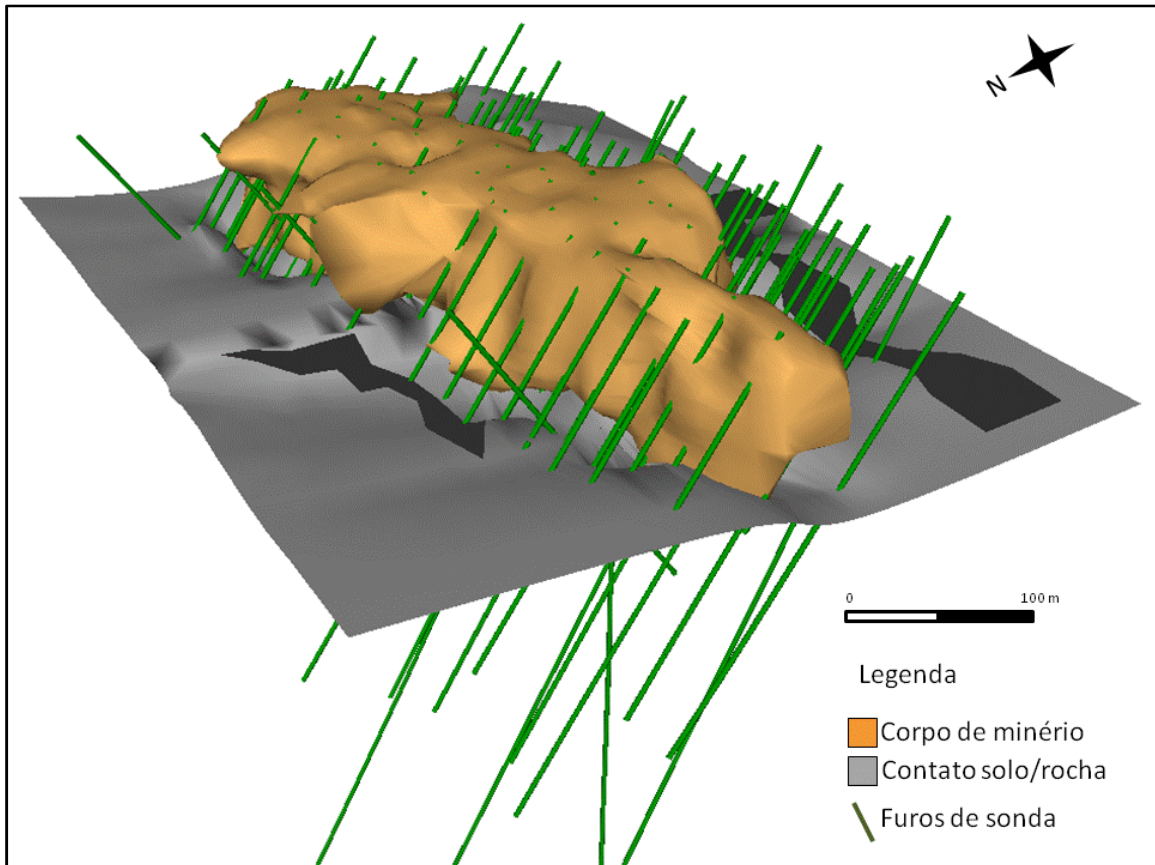 N
0 100 m
Legenda
Corpo de minério
Contato solo/rocha
Furos de sonda